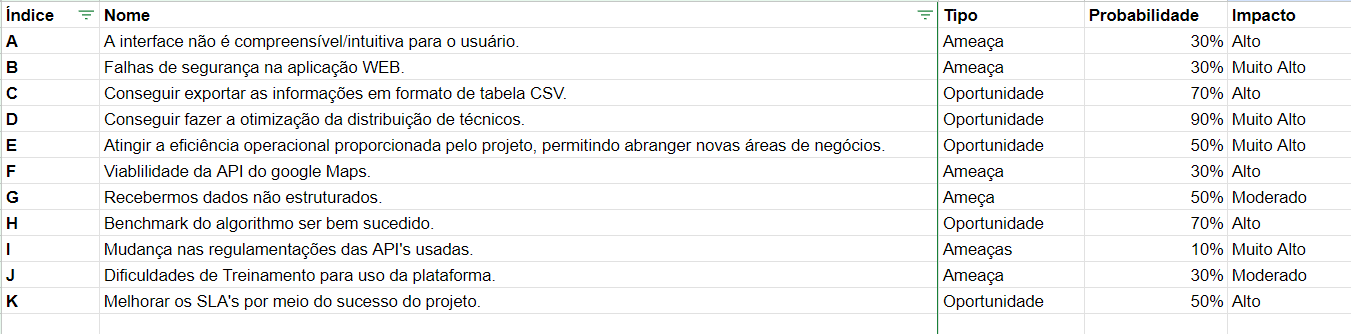 Índice Nome Tipo Probabilidade Impacto
A A interface não é compreensível/intuitiva para o usuário. Ameaça 30% Alto
B Falhas de segurança na aplicação WEB. Ameaça 30% Muito Alto
C Conseguir exportar as informações em formato de tabela CSV. Oportunidade 70% Alto
D Conseguir fazer a otimização da distribuição de técnicos. Oportunidade 90% Muito Alto
E Atingir a eficiência operacional proporcionada pelo projeto, permitindo abranger novas áreas de negócios. Oportunidade 50% Muito Alto
F Viablilidade da API do google Maps. Ameaça 30% Alto
G Recebermos dados não estruturados. Ameça 50% Moderado
H Benchmark do algorithmo ser bem sucedido. Oportunidade 70% Alto
I Mudança nas regulamentações das API's usadas. Ameaças 10% Muito Alto
J Dificuldades de Treinamento para uso da plataforma. Ameaça 30% Moderado
K Melhorar os SLA's por meio do sucesso do projeto. Oportunidade 50% Alto